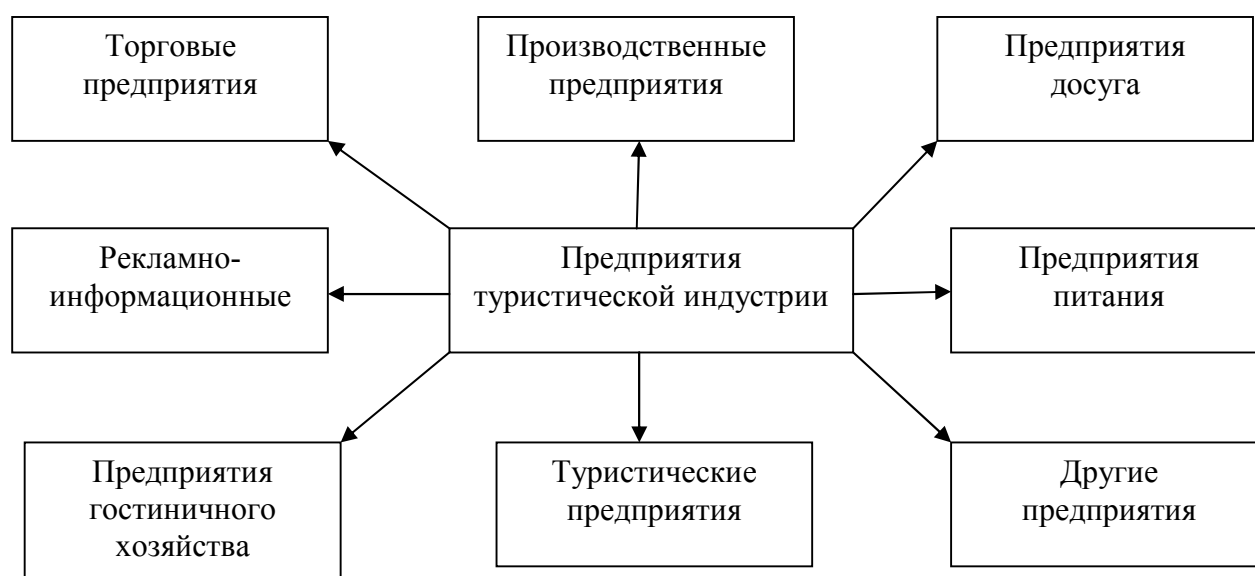 Торговые
предприятия
Производственные
предприятия
Предприятия
досуга
Рекламно-
информационные
Предприятия
туристической индустрии
Предприятия
питания
Предприятия
гостиничного
хозяйства
Туристические
предприятия
Другие
предприятия